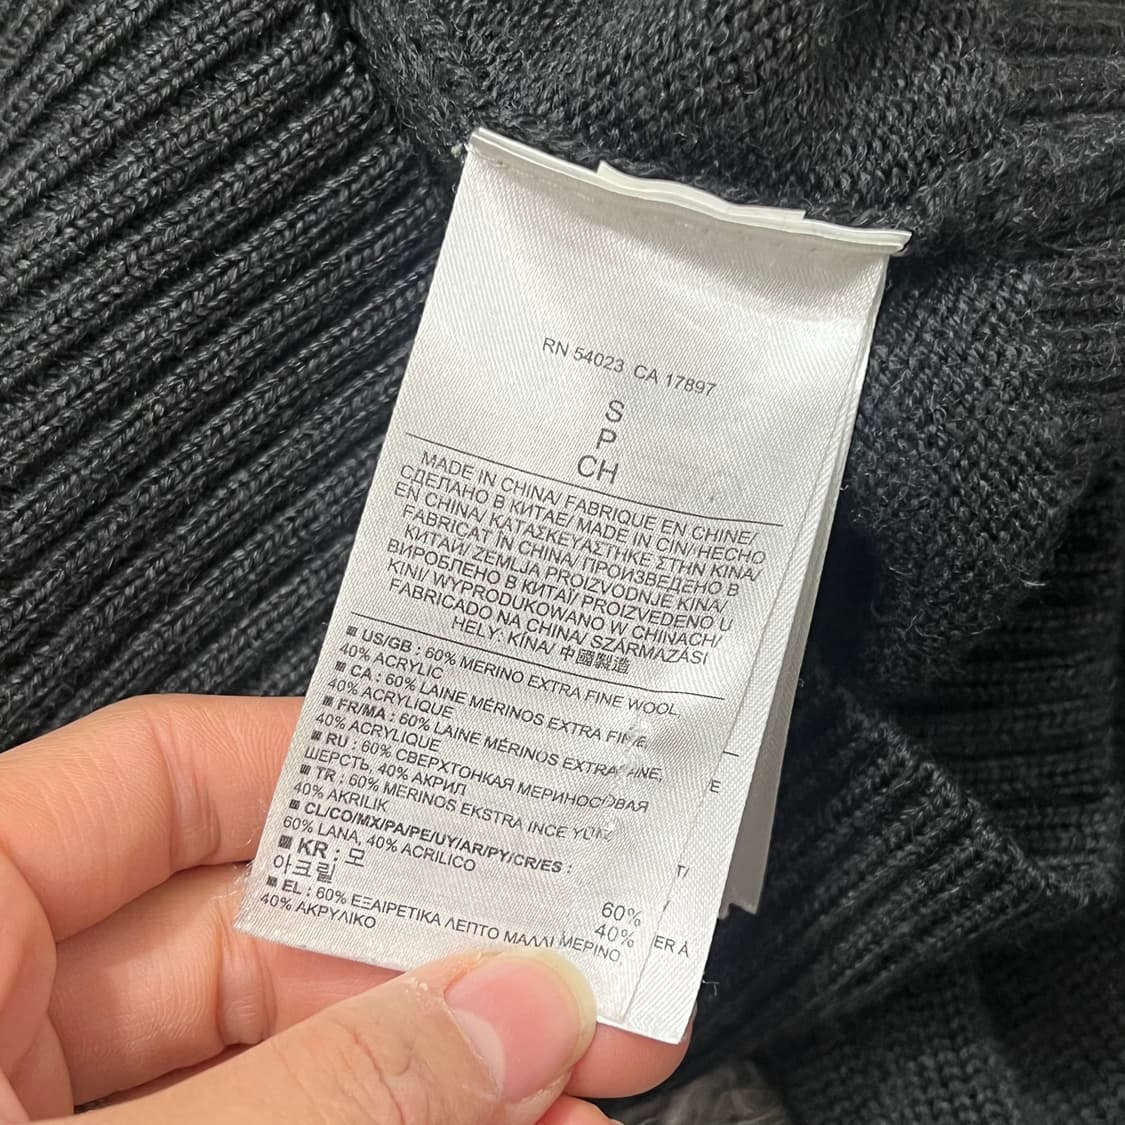 RN 54023 CA 17897
S
P
CH
MADE IN CHINA/ FABRIQUE EN CHINE/
СДЕЛАНО В КИТАЕ/ MADE IN CIN/ HECHO
EN CHINA, ΚΑΤΑΣΚΕΥΑΣΤΗΚΕ ΣΤΗΝ ΚΙΝΑ/
FABRICAT ÎN CHINA/ ПРОИЗВЕДЕНО В
КИТАЙ/ ZEMLJA PROIZVODNJE KINA/
ВИРОБЛЕНО В КИТАЇ/ PROIZVEDENO U
KINI/ WYPRODUKOWANO W CHINACH/
FABRICADO NA CHINA/ SZÁRMAZÁSI
HELY: KÍNA/ 中國製造
US/GB : 60% MERINO EXTRA FINE WOOL,
40% ACRYLIC
CA : 60% LAINE MÉRINOS EXTRA FINE,
40% ACRYLIQUE
FR/MA : 60% LAINE MÉRINOS EXTRA FINE,
40% ACRYLIQUE
RU : 60% СВЕРХТОНКАЯ МЕРИНОСОВАЯ
ШЕРСТЬ, 40% АКРИЛ
TR : 60% MERINOS EKSTRA INCE YÜN,
40% AKRILIK
CL/CO/MX/PA/PE/UY/AR/PY/CR/ES :
60% LANA, 40% ACRILICO
KR : 모 60%
아크릴 40%
EL : 60% ΕΞΑΙΡΕΤΙΚΑ ΛΕΠΤΟ ΜΑΛΛΙ ΜΕΡΙΝΟ,
40% ΑΚΡΥΛΙΚΟ